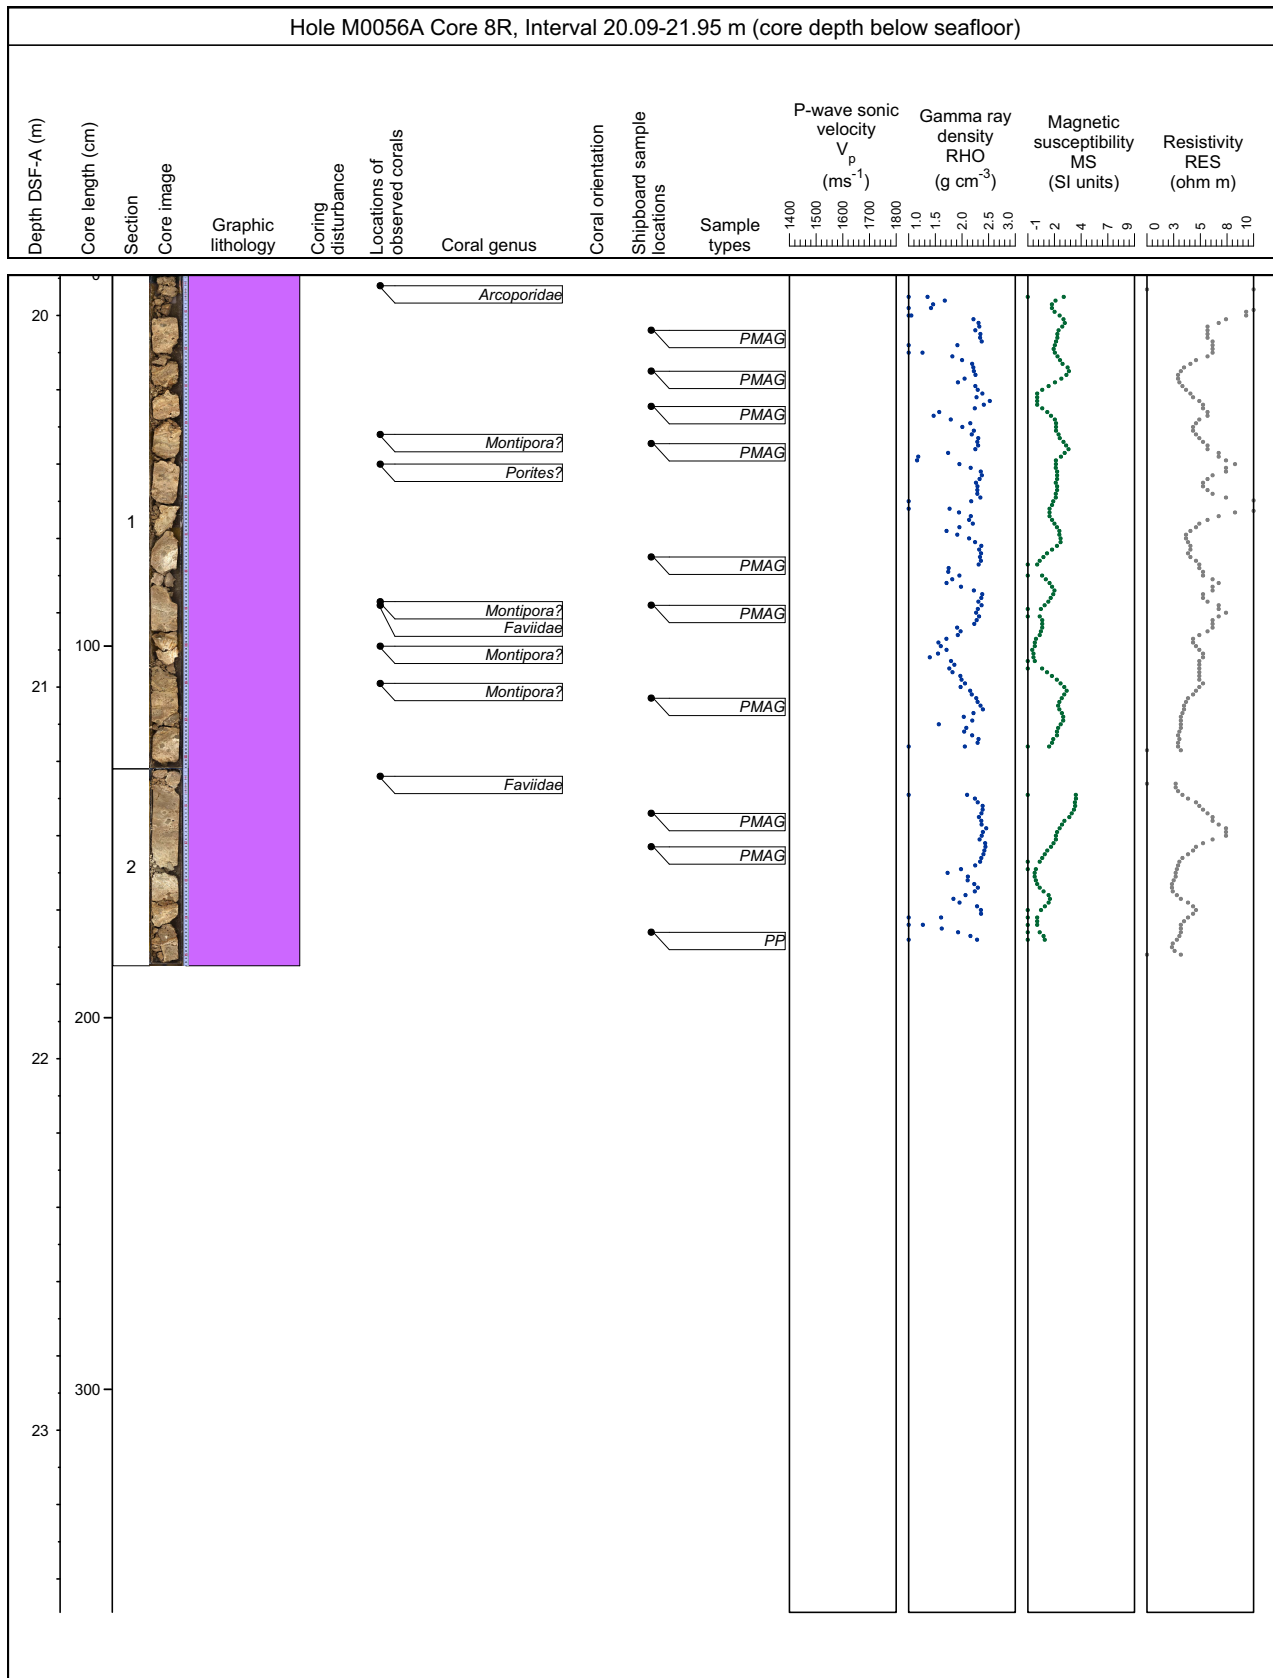 Hole M0056A Core 8R, Interval 20.09-21.95 m (core depth below seafloor)
Depth DSF-A (m)
Core length (cm)
Section
Core image
Graphic
lithology
Coring
disturbance
Locations of
observed corals
Coral genus
Coral orientation
Shipboard sample
locations
Sample
types
P-wave sonic
velocity
Vp
(ms-1)
Gamma ray
density
RHO
(g cm-3)
Magnetic
susceptibility
MS
(SI units)
Resistivity
RES
(ohm m)
1400
1500
1600
1700
1800
1.0
1.5
2.0
2.5
3.0
-1
2
4
7
9
0
3
5
8
10
0
Arcoporidae
20
PMAG
PMAG
PMAG
Montipora?
PMAG
Porites?
1
PMAG
Montipora?
PMAG
Faviidae
100
Montipora?
21
Montipora?
PMAG
Faviidae
PMAG
PMAG
2
PP
200
22
300
23